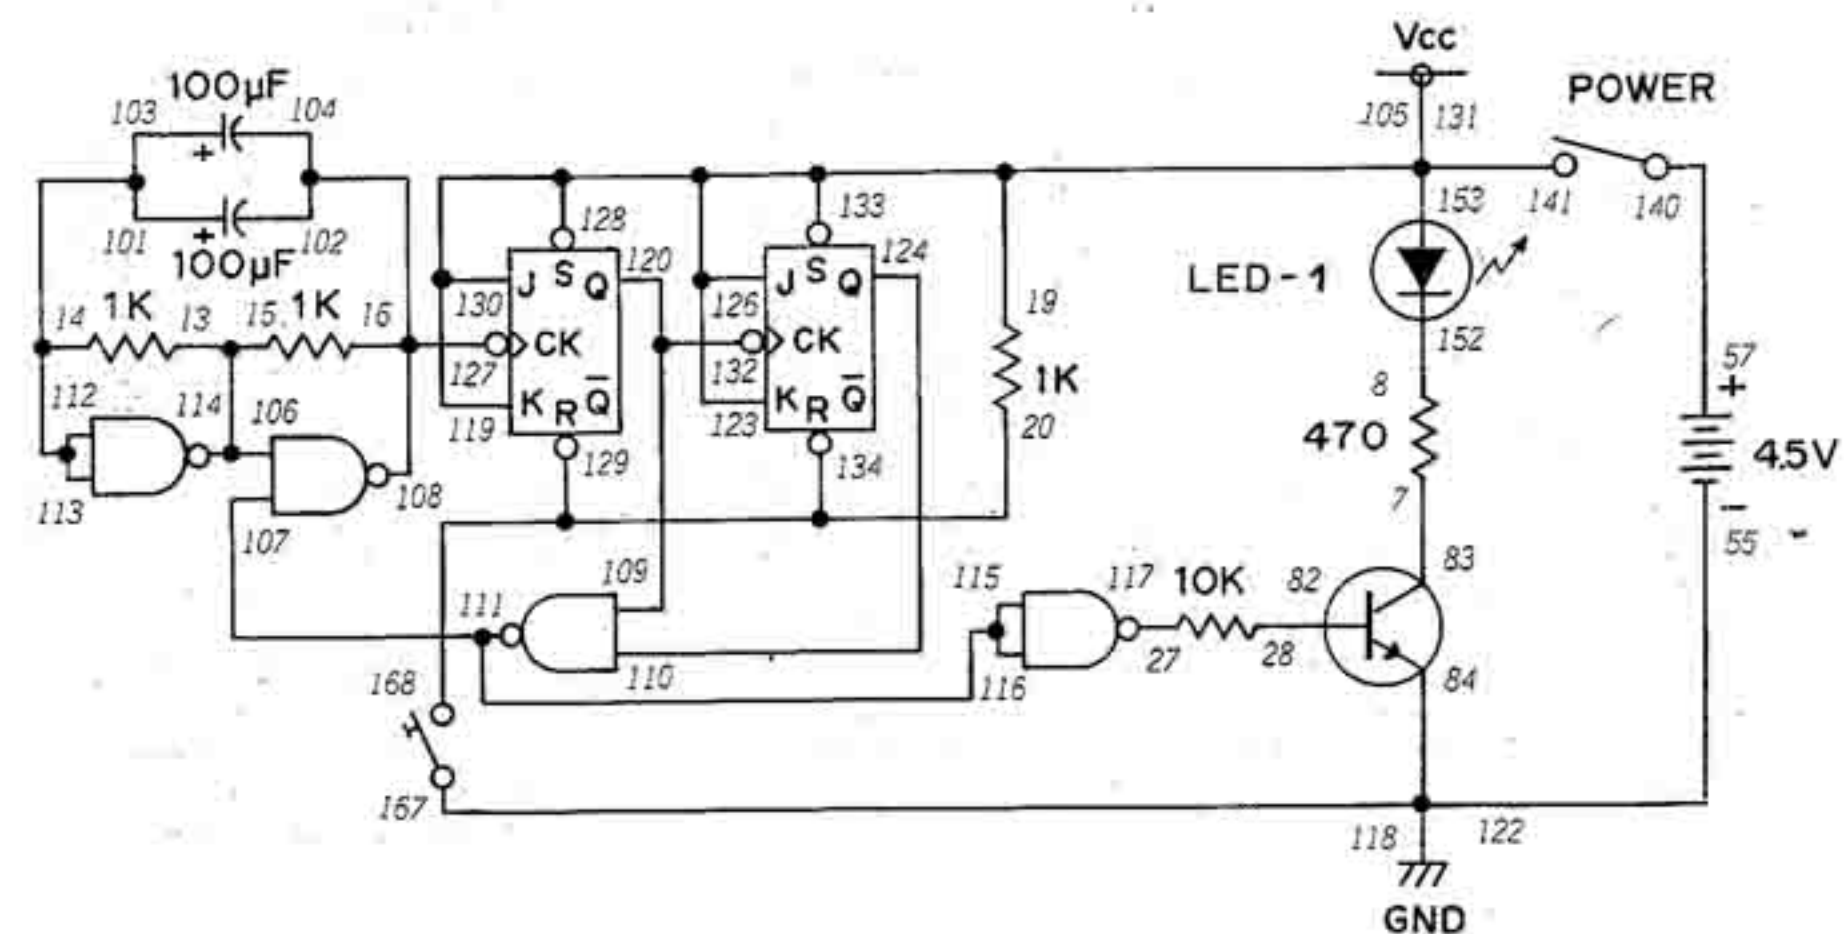 Vcc
POWER
105 131
100µF
103 104
+
101 102
+
100µF
153 141 140
128 133
120 124
LED-1
J S Q
J S Q
130 126
14 1K 13 15 1K 16
19
CK
CK
152
127 132
57
+
1K
K R Q̅
K R Q̅
8
112 114 106
119 123
20
470
4.5V
129 134
7
113 108
107
−
55
109
111
115 117 10K 82 83
110
27 28
168 116 84
167
118 122
GND